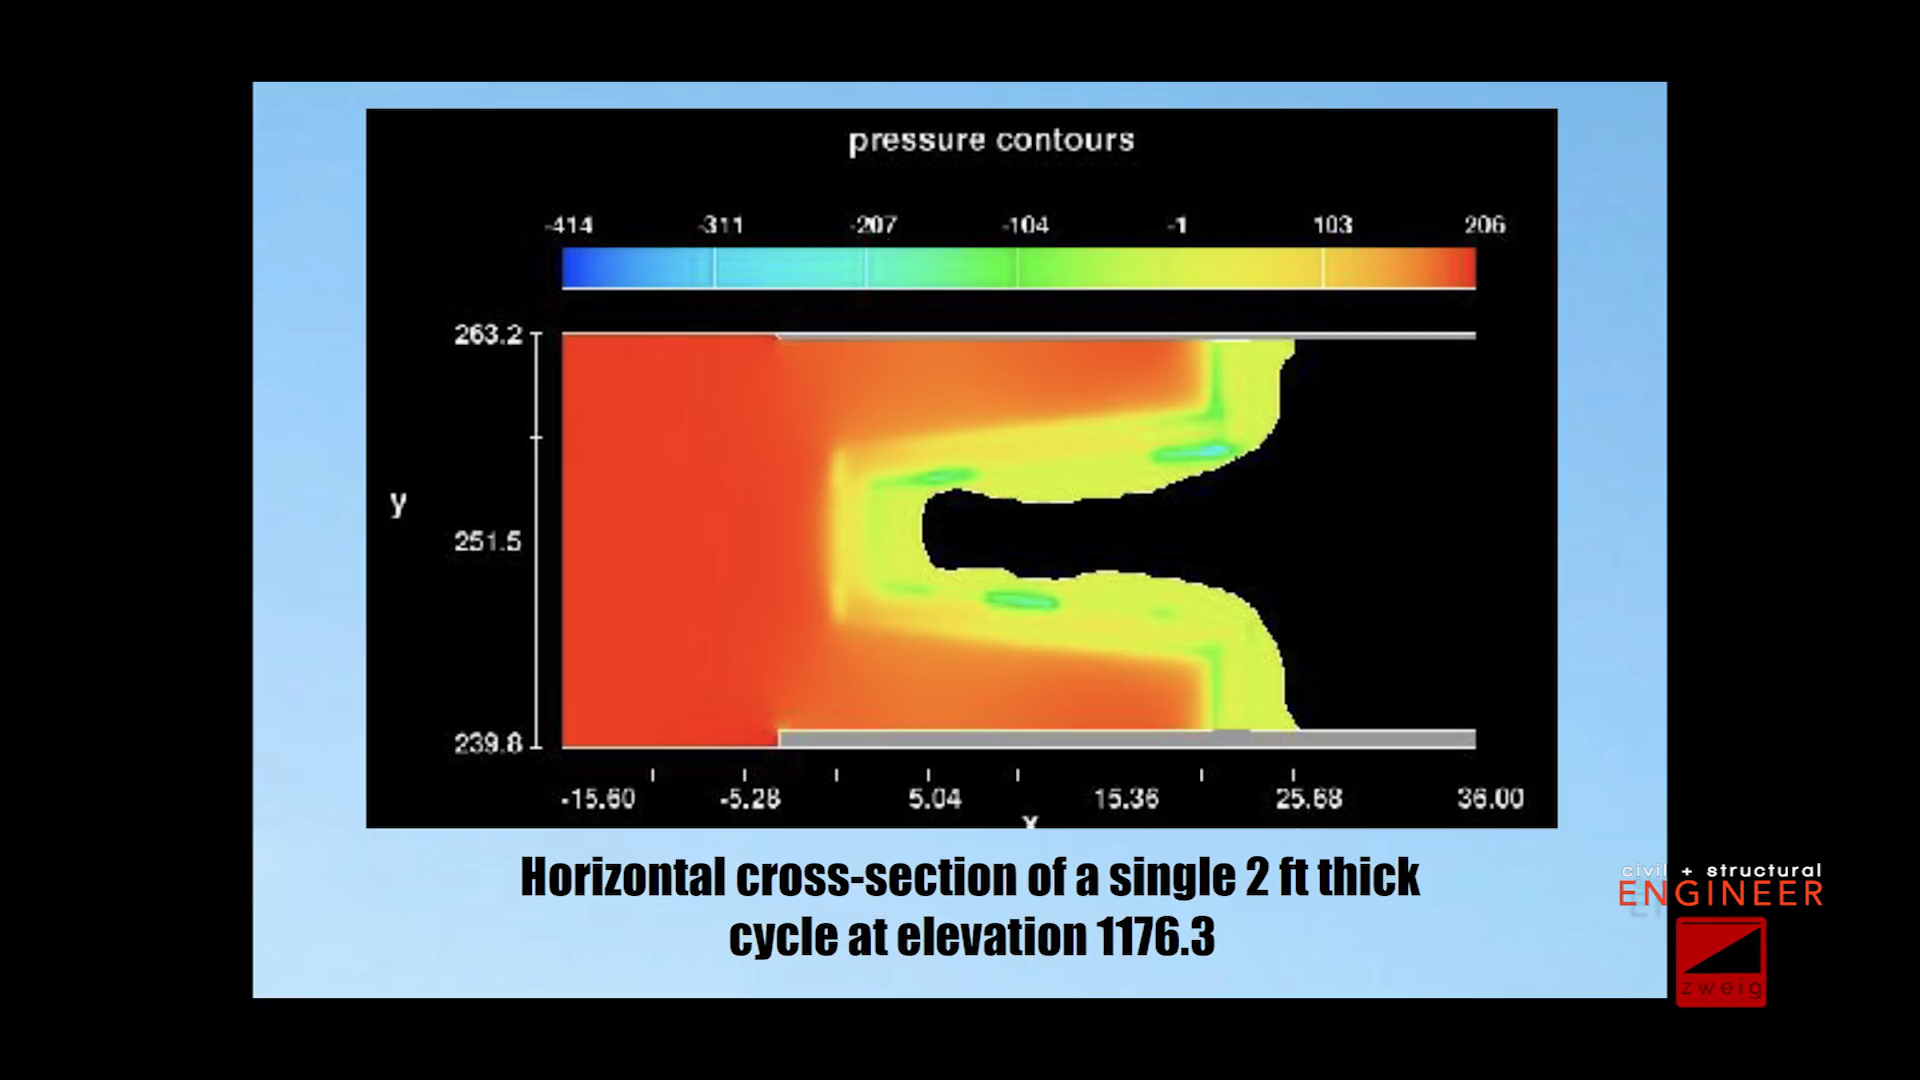 pressure contours
-414 -311 -207 -104 -1 103 206
263.2
y
251.5
239.8
-15.60 -5.28 5.04 15.36 25.68 36.00
x
Horizontal cross-section of a single 2 ft thick
cycle at elevation 1176.3
civil + structural
ENGINEER
zweig